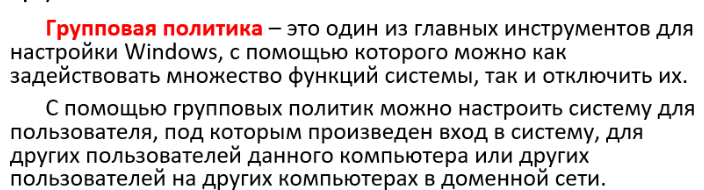 Групповая политика – это один из главных инструментов для
настройки Windows, с помощью которого можно как
задействовать множество функций системы, так и отключить их.
С помощью групповых политик можно настроить систему для
пользователя, под которым произведен вход в систему, для
других пользователей данного компьютера или других
пользователей на других компьютерах в доменной сети.